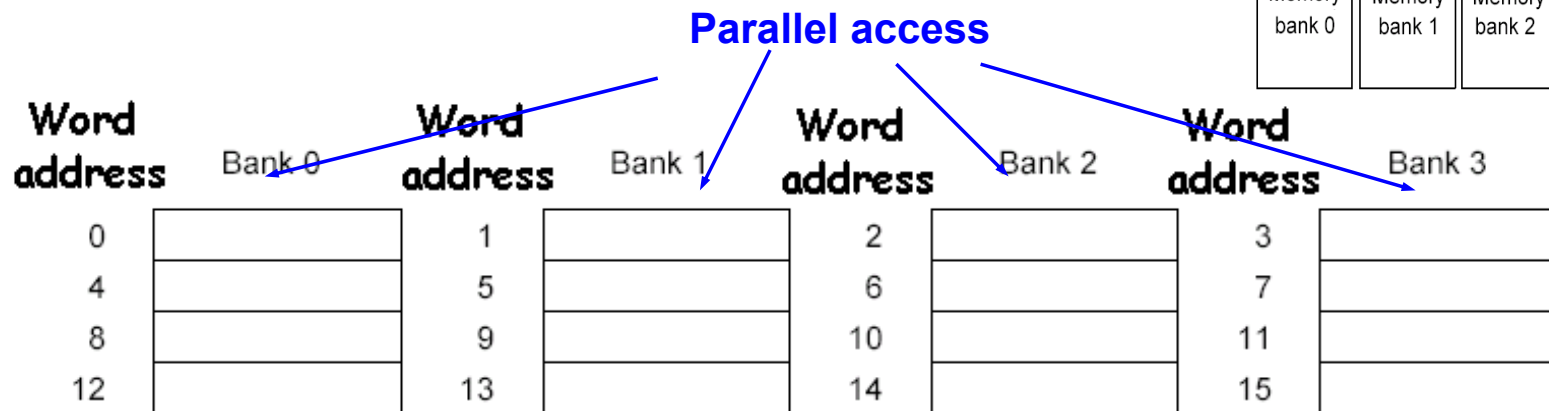 Parallel access
Memory Memory Memory
bank 0 bank 1 bank 2
Word Word Word Word
address Bank 0 address Bank 1 address Bank 2 address Bank 3
0 1 2 3
4 5 6 7
8 9 10 11
12 13 14 15